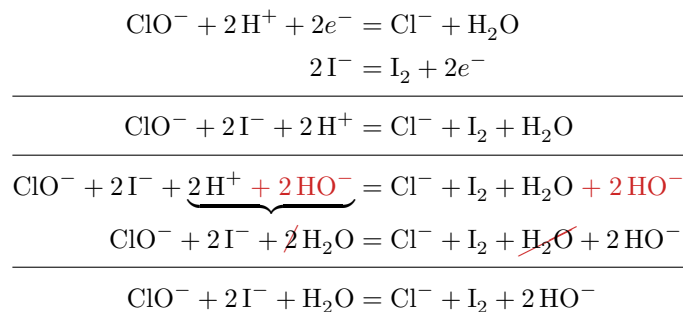 ClO⁻ + 2 H⁺ + 2e⁻ = Cl⁻ + H₂O
2 I⁻ = I₂ + 2e⁻
ClO⁻ + 2 I⁻ + 2 H⁺ = Cl⁻ + I₂ + H₂O
ClO⁻ + 2 I⁻ + 2 H⁺ + 2 HO⁻ = Cl⁻ + I₂ + H₂O + 2 HO⁻
ClO⁻ + 2 I⁻ + 2 H₂O = Cl⁻ + I₂ + H₂O + 2 HO⁻
ClO⁻ + 2 I⁻ + H₂O = Cl⁻ + I₂ + 2 HO⁻